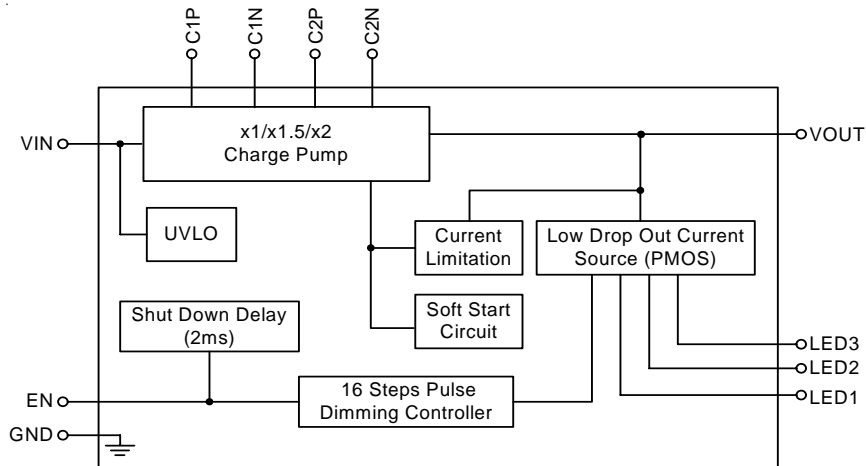 C1P
C1N
C2P
C2N
x1/x1.5/x2
Charge Pump
VIN
VOUT
UVLO
Current
Limitation
Low Drop Out Current
Source (PMOS)
Shut Down Delay
(2ms)
Soft Start
Circuit
LED3
LED2
LED1
16 Steps Pulse
Dimming Controller
EN
GND